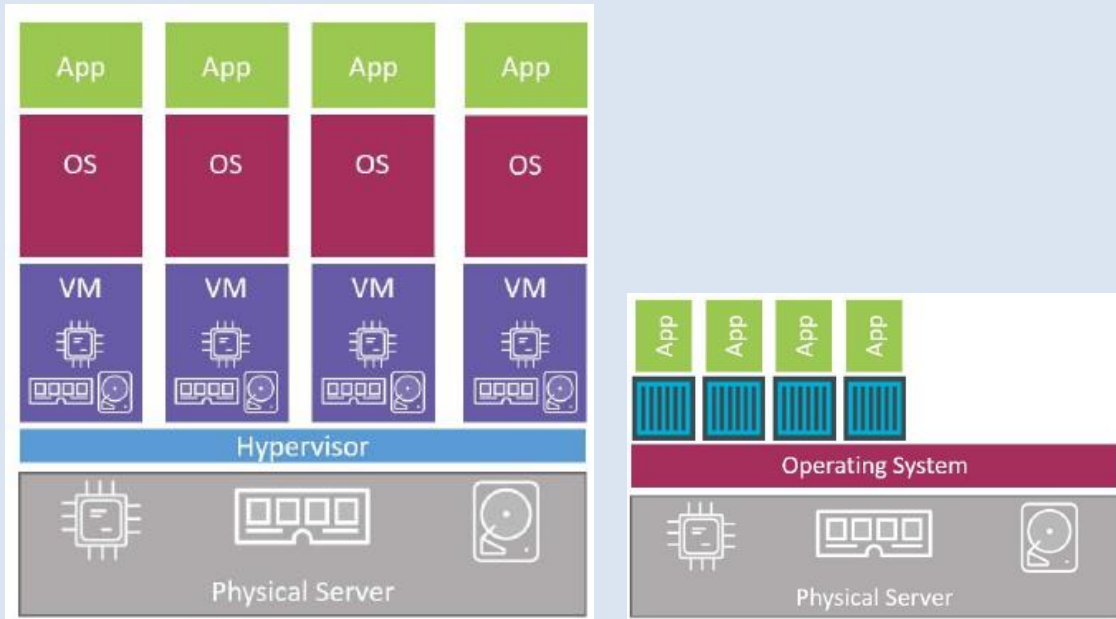 App App App App
OS OS OS OS
VM VM VM VM
Hypervisor
Physical Server
App App App App
Operating System
Physical Server